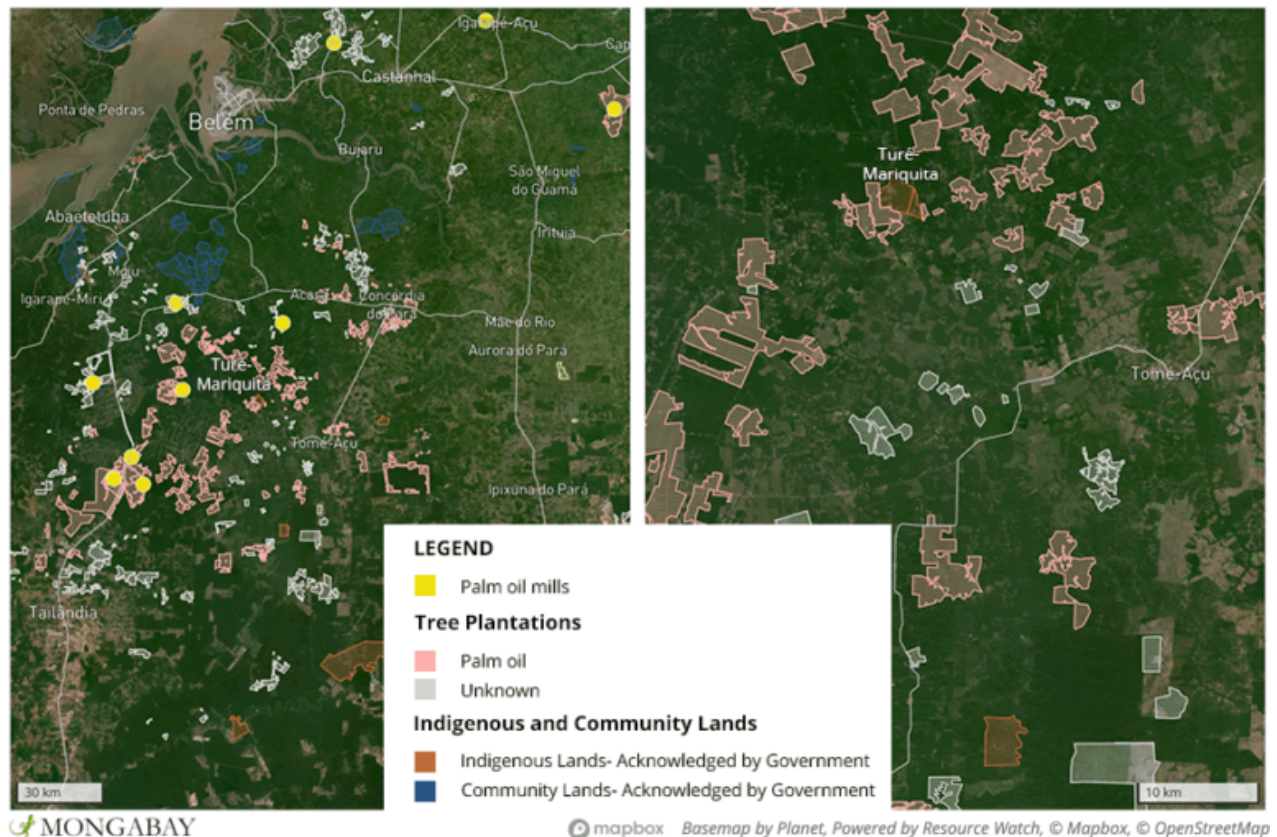 Igarapé-Açu
Castanhal
Cap
Ponta de Pedras
Belém
Bujaru
São Miguel
do Guamá
Abaetetuba
Irituia
Moju
Igarapé-Miri
Acará
Concórdia
do Pará
Mãe do Rio
Aurora do Pará
Turé-
Mariquita
Tomé-Açu
Ipixuna do Pará
Tailândia
30 km
Turé-
Mariquita
Tomé-Açu
10 km
LEGEND
Palm oil mills
Tree Plantations
Palm oil
Unknown
Indigenous and Community Lands
Indigenous Lands- Acknowledged by Government
Community Lands- Acknowledged by Government
MONGABAY
mapbox Basemap by Planet, Powered by Resource Watch, © Mapbox, © OpenStreetMap